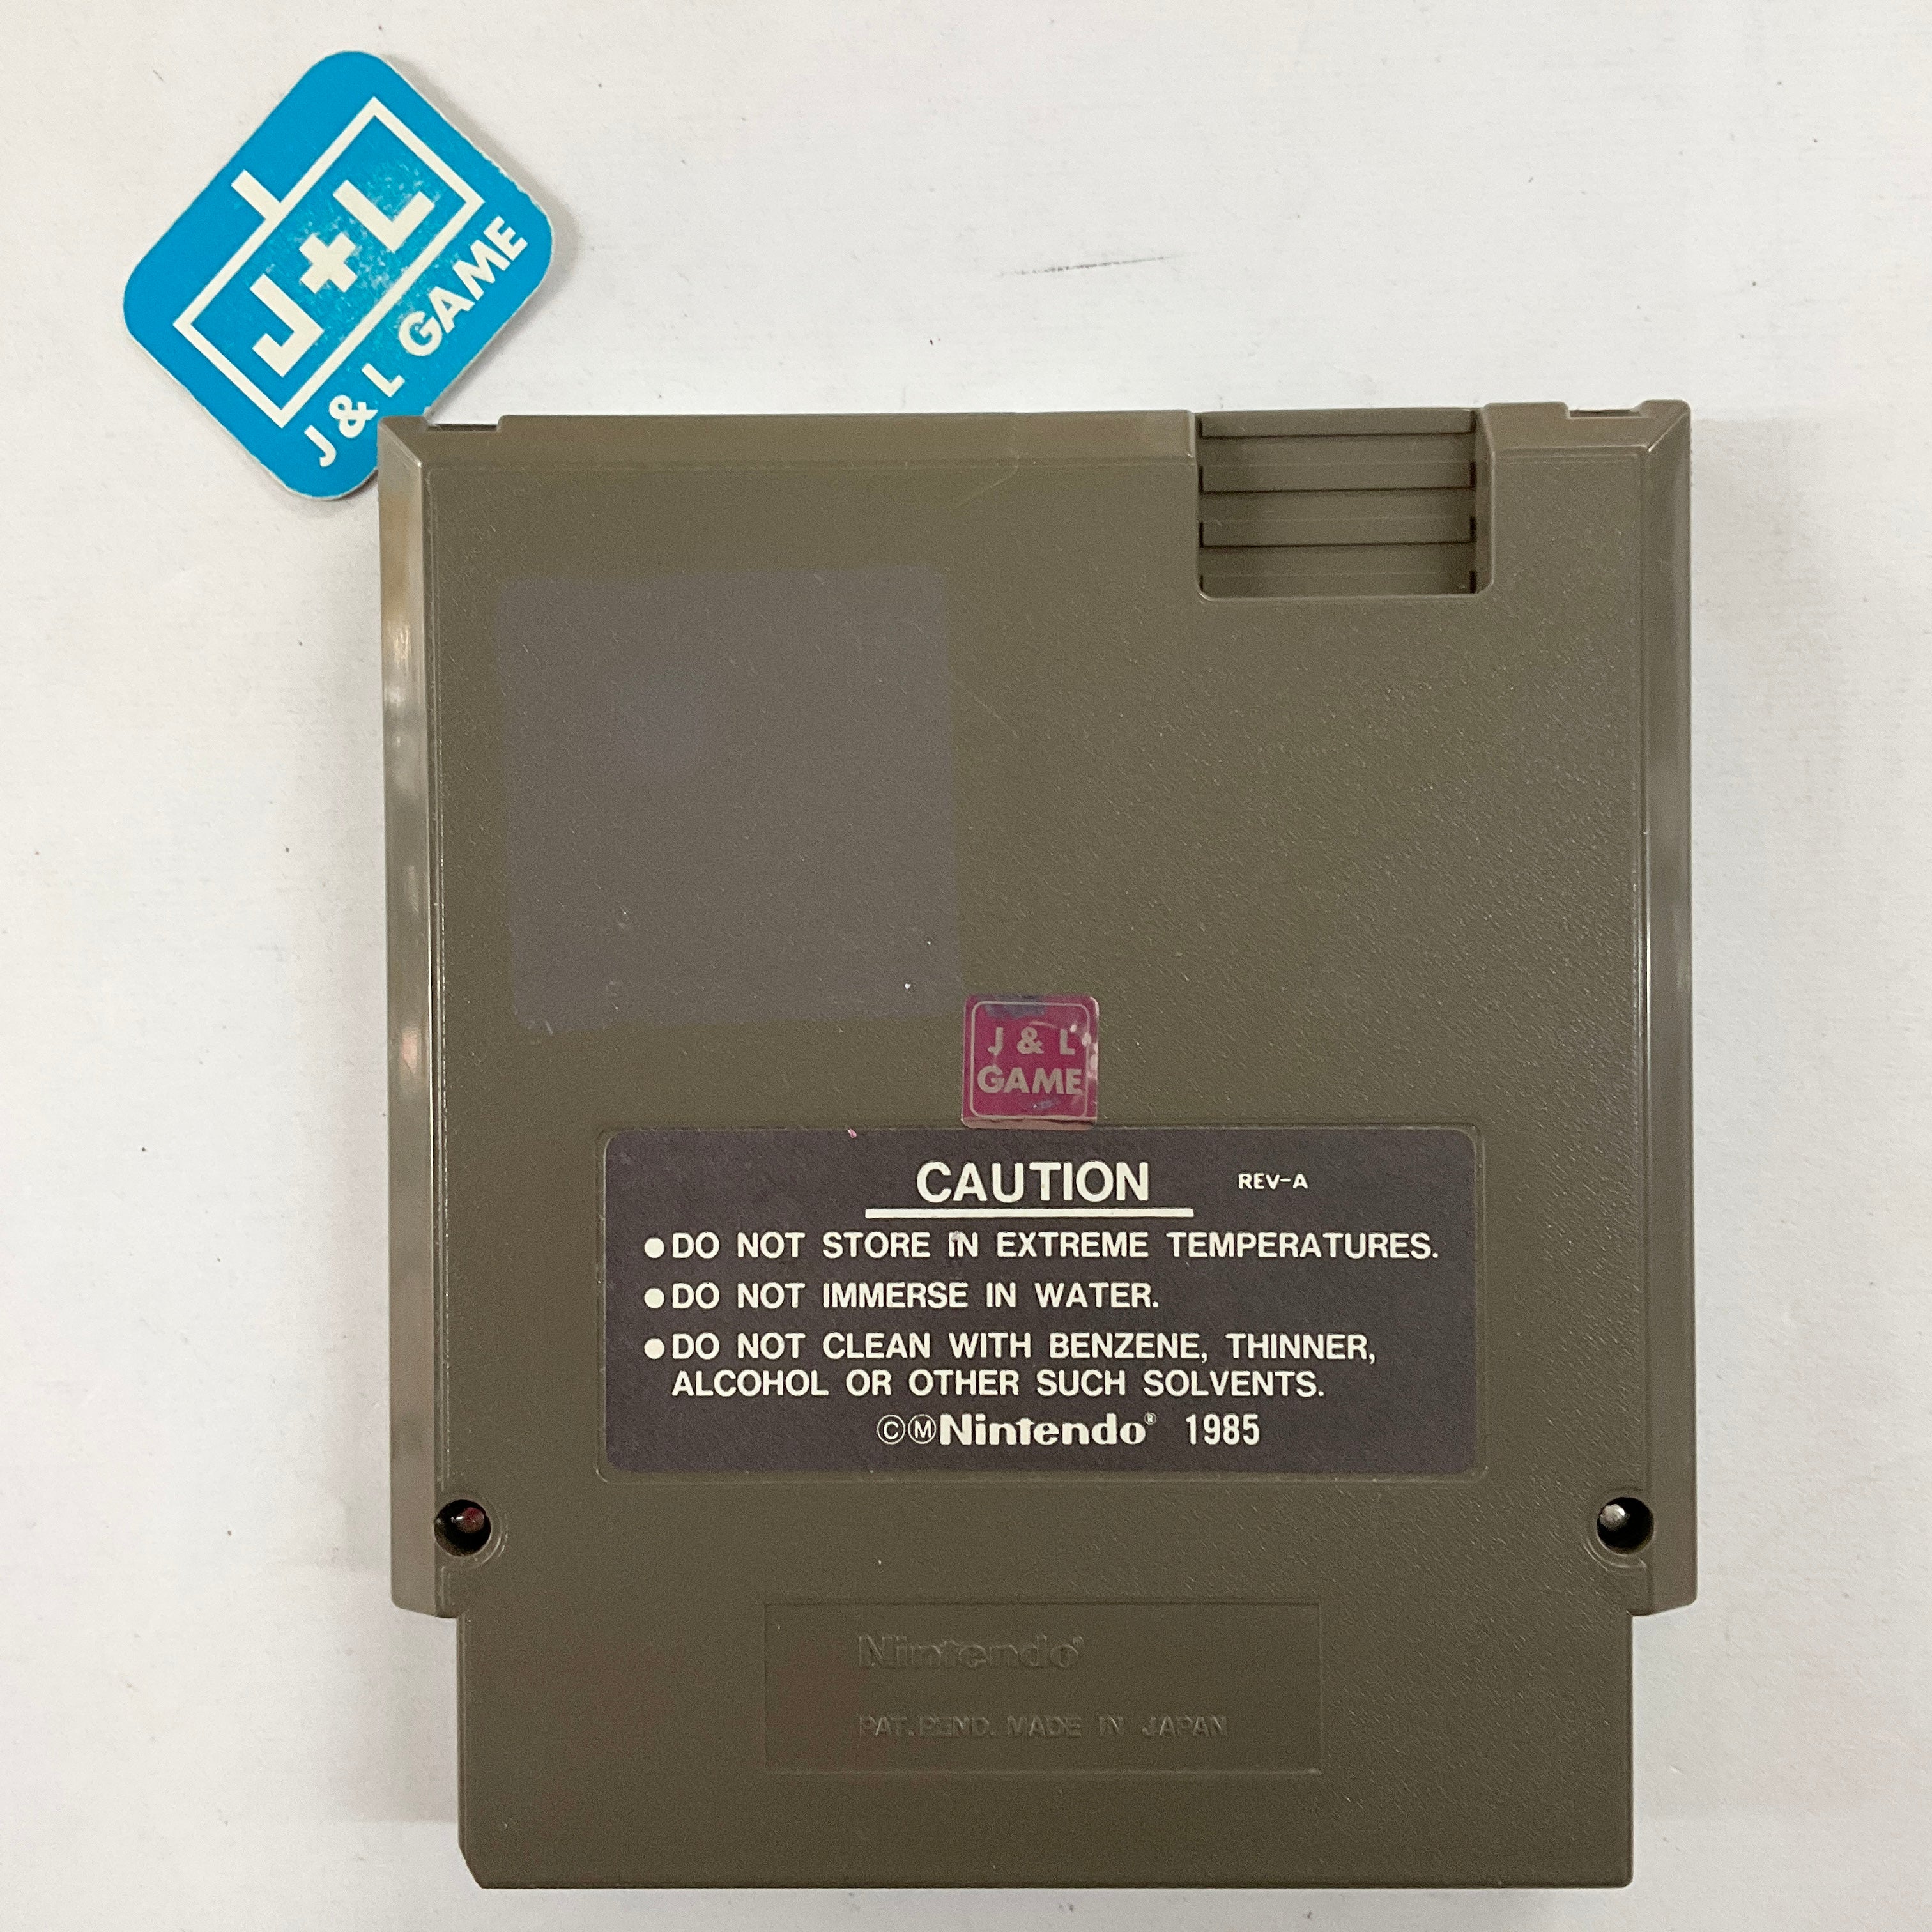 J+L
J & L GAME
J & L
GAME
CAUTION REV-A
●DO NOT STORE IN EXTREME TEMPERATURES.
●DO NOT IMMERSE IN WATER.
●DO NOT CLEAN WITH BENZENE, THINNER,
ALCOHOL OR OTHER SUCH SOLVENTS.
©ⓂNintendo® 1985
Nintendo®
PAT. PEND. MADE IN JAPAN